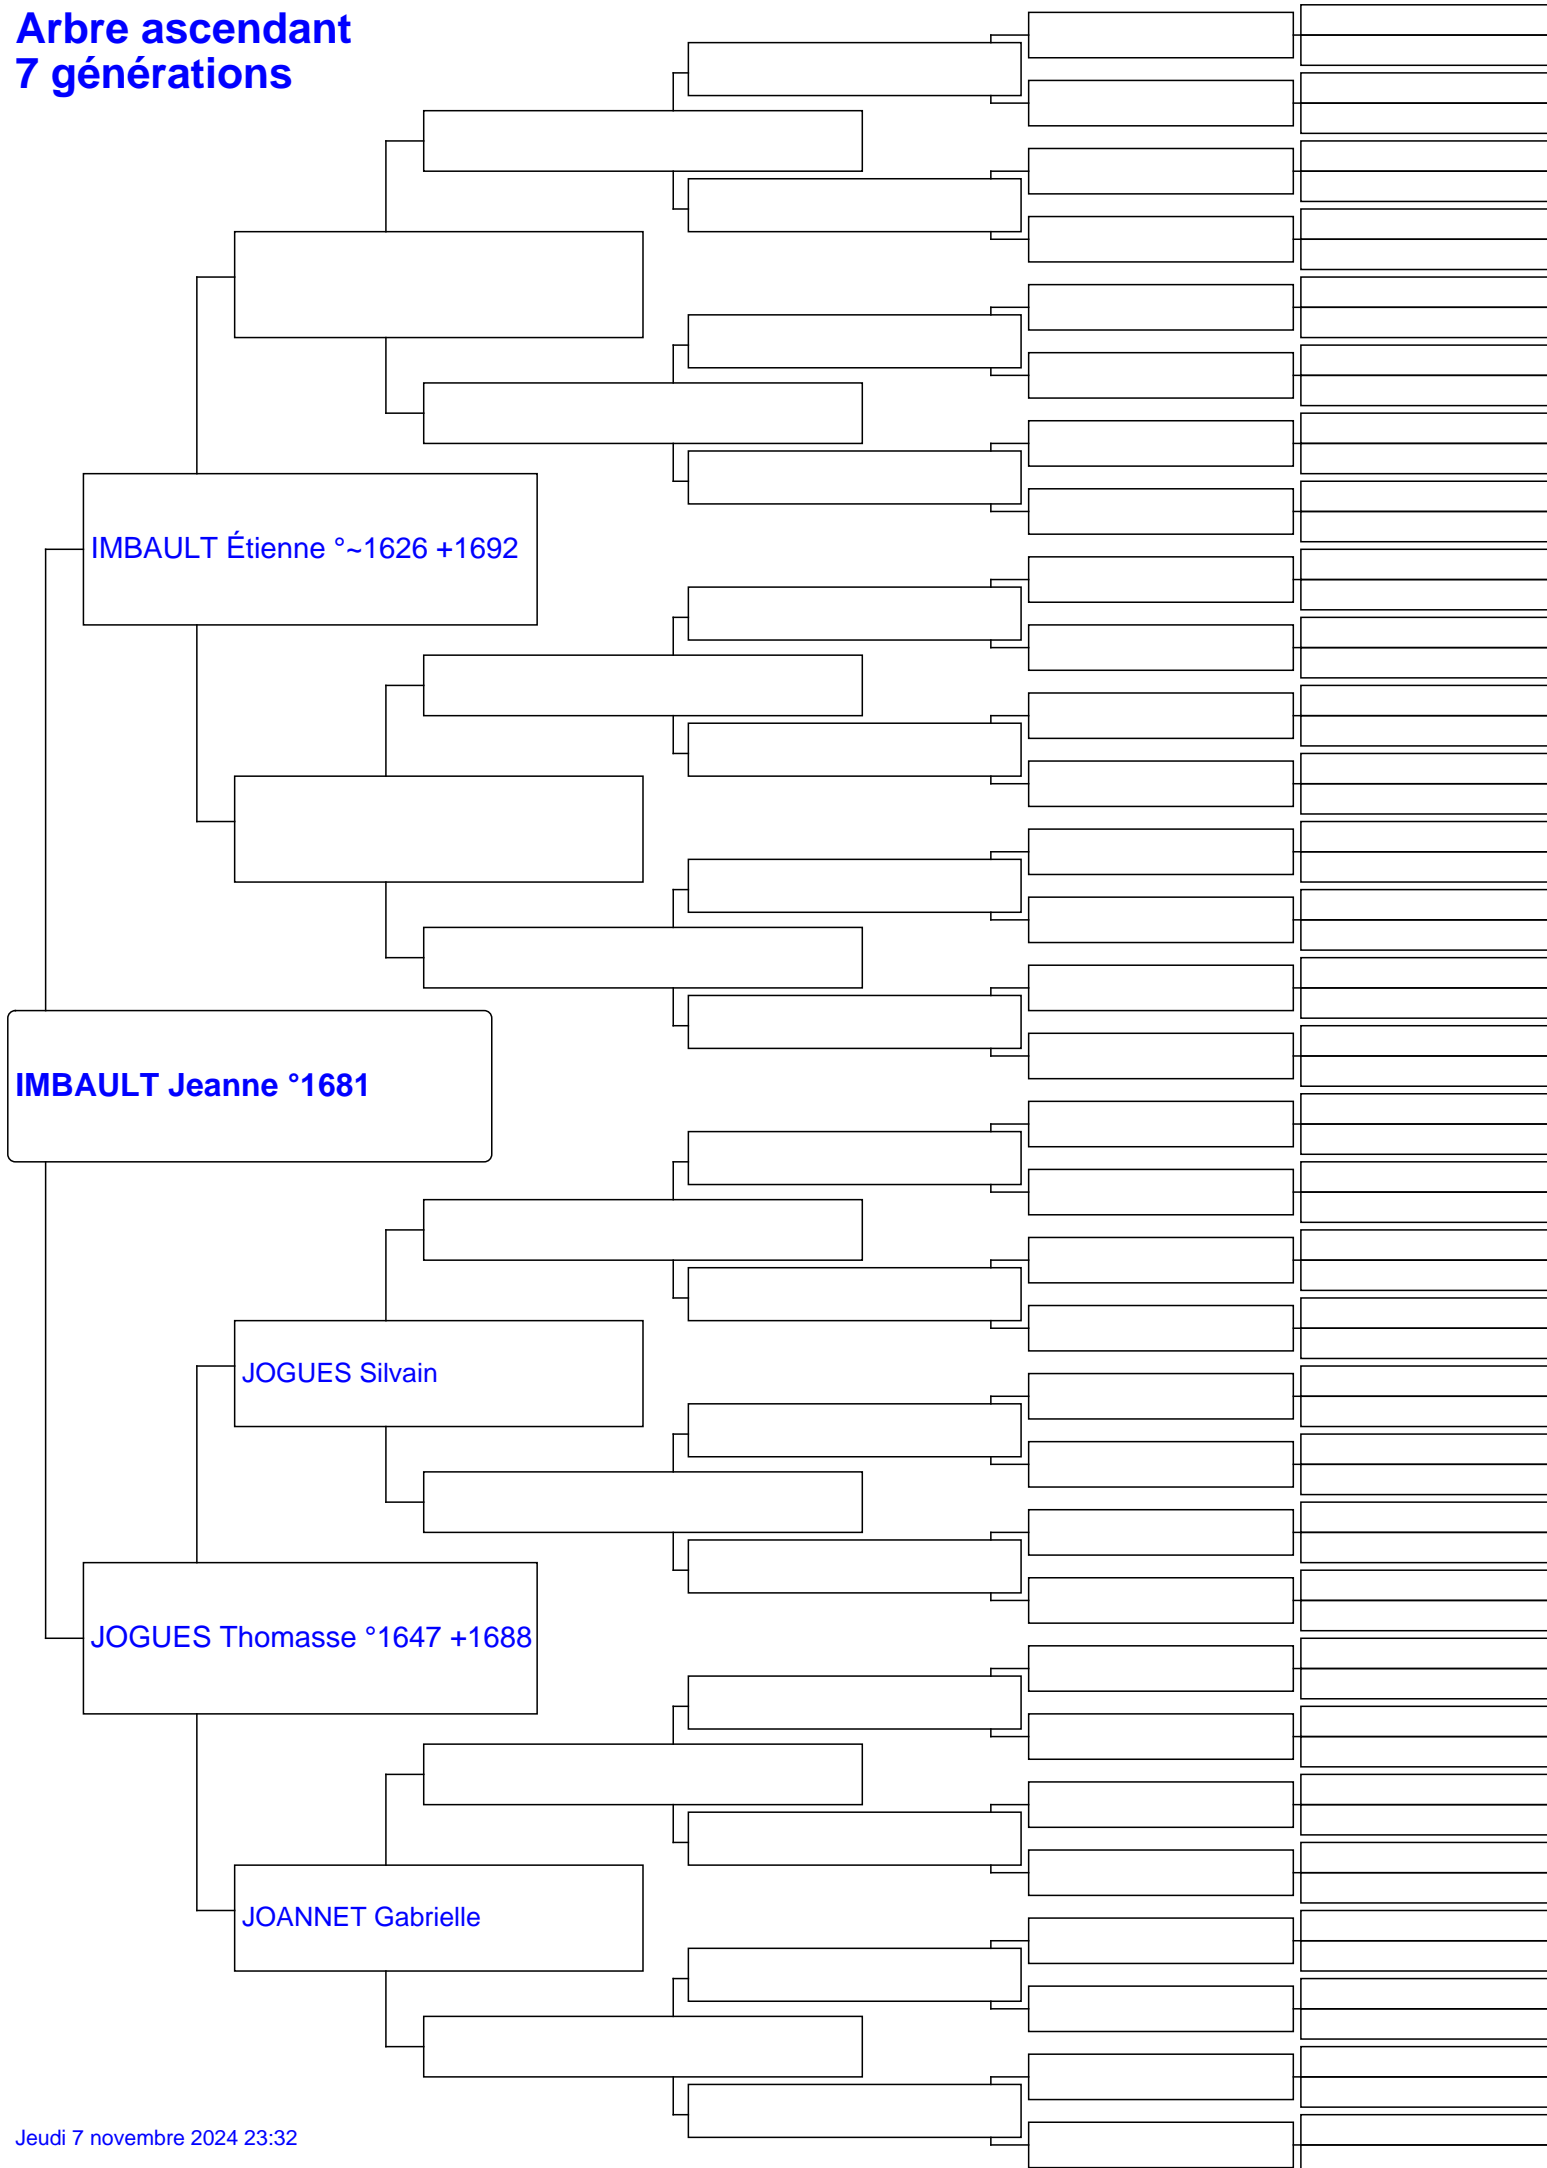 Arbre ascendant
7 générations
IMBAULT Étienne °~1626 +1692
IMBAULT Jeanne °1681
JOGUES Silvain
JOGUES Thomasse °1647 +1688
JOANNET Gabrielle
Jeudi 7 novembre 2024 23:32